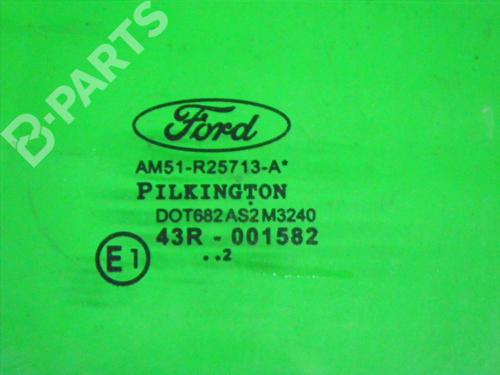 B-PARTS
Ford
AM51-R25713-A*
PILKINGTON
DOT682 AS2 M3240
43R - 001582
E1
..2